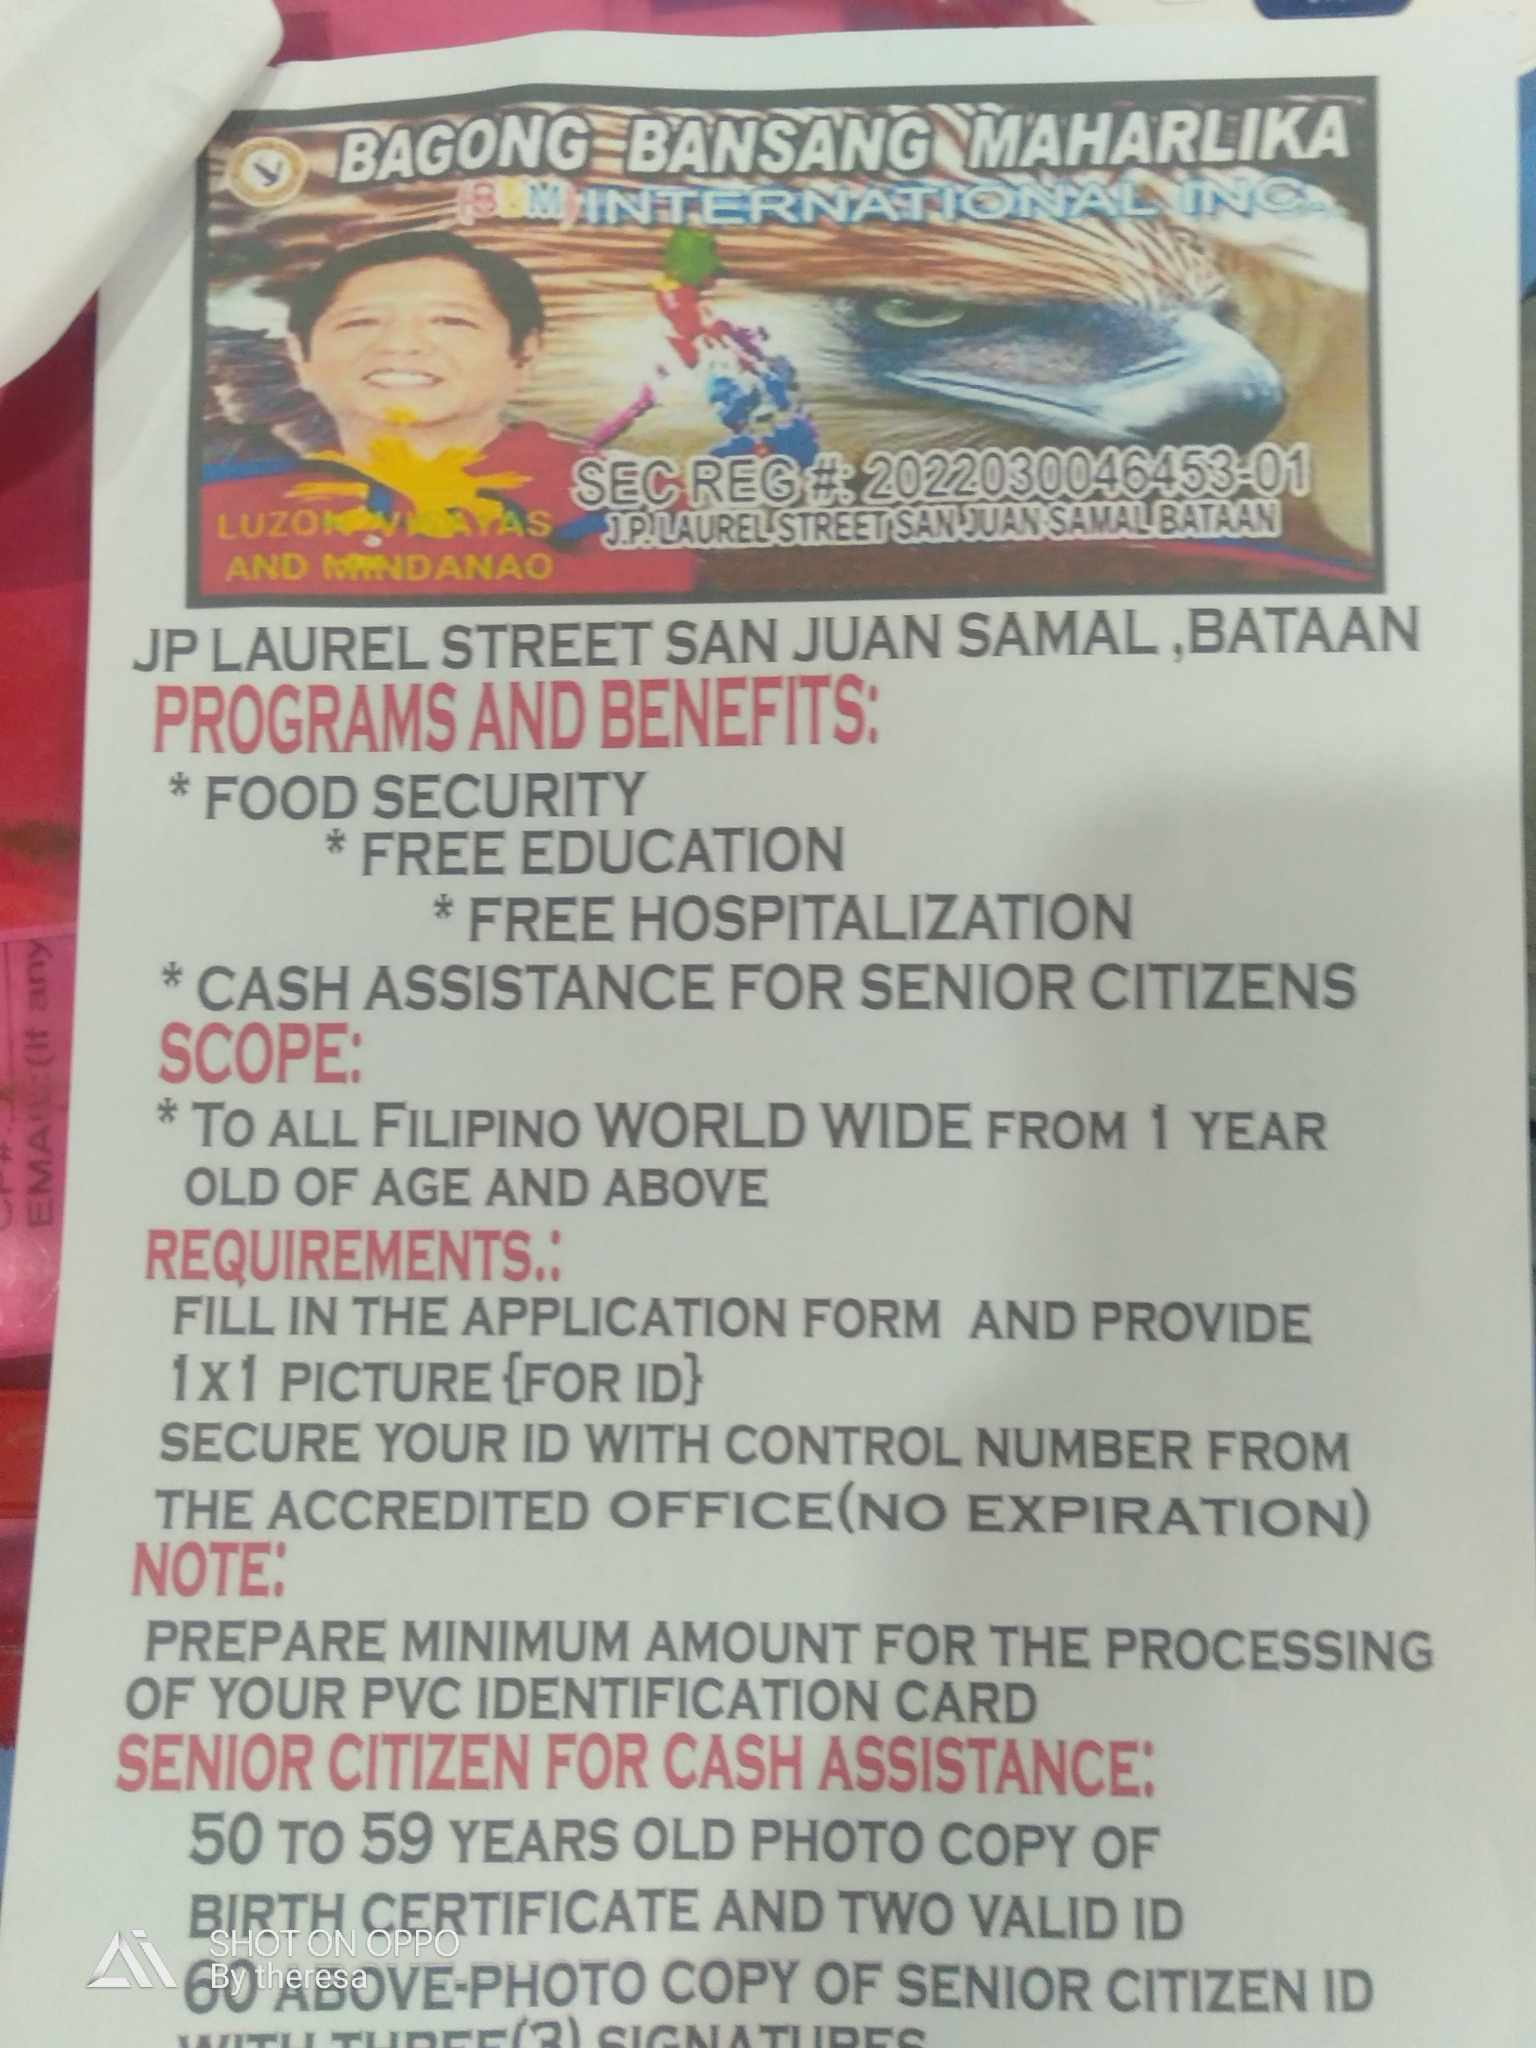 BAGONG BANSANG MAHARLIKA
(BBM) INTERNATIONAL INC.
SEC REG #: 2022030046453-01
J.P. LAUREL STREET SAN JUAN SAMAL BATAAN
LUZON VISAYAS
AND MINDANAO
JP LAUREL STREET SAN JUAN SAMAL ,BATAAN
PROGRAMS AND BENEFITS:
* FOOD SECURITY
* FREE EDUCATION
* FREE HOSPITALIZATION
* CASH ASSISTANCE FOR SENIOR CITIZENS
SCOPE:
* TO ALL FILIPINO WORLD WIDE FROM 1 YEAR
OLD OF AGE AND ABOVE
REQUIREMENTS.:
FILL IN THE APPLICATION FORM AND PROVIDE
1X1 PICTURE {FOR ID}
SECURE YOUR ID WITH CONTROL NUMBER FROM
THE ACCREDITED OFFICE(NO EXPIRATION)
NOTE:
PREPARE MINIMUM AMOUNT FOR THE PROCESSING
OF YOUR PVC IDENTIFICATION CARD
SENIOR CITIZEN FOR CASH ASSISTANCE:
50 TO 59 YEARS OLD PHOTO COPY OF
BIRTH CERTIFICATE AND TWO VALID ID
60 ABOVE-PHOTO COPY OF SENIOR CITIZEN ID
WITH THREE(3) SIGNATURES
EMAIL:(If any
SHOT ON OPPO
By theresa